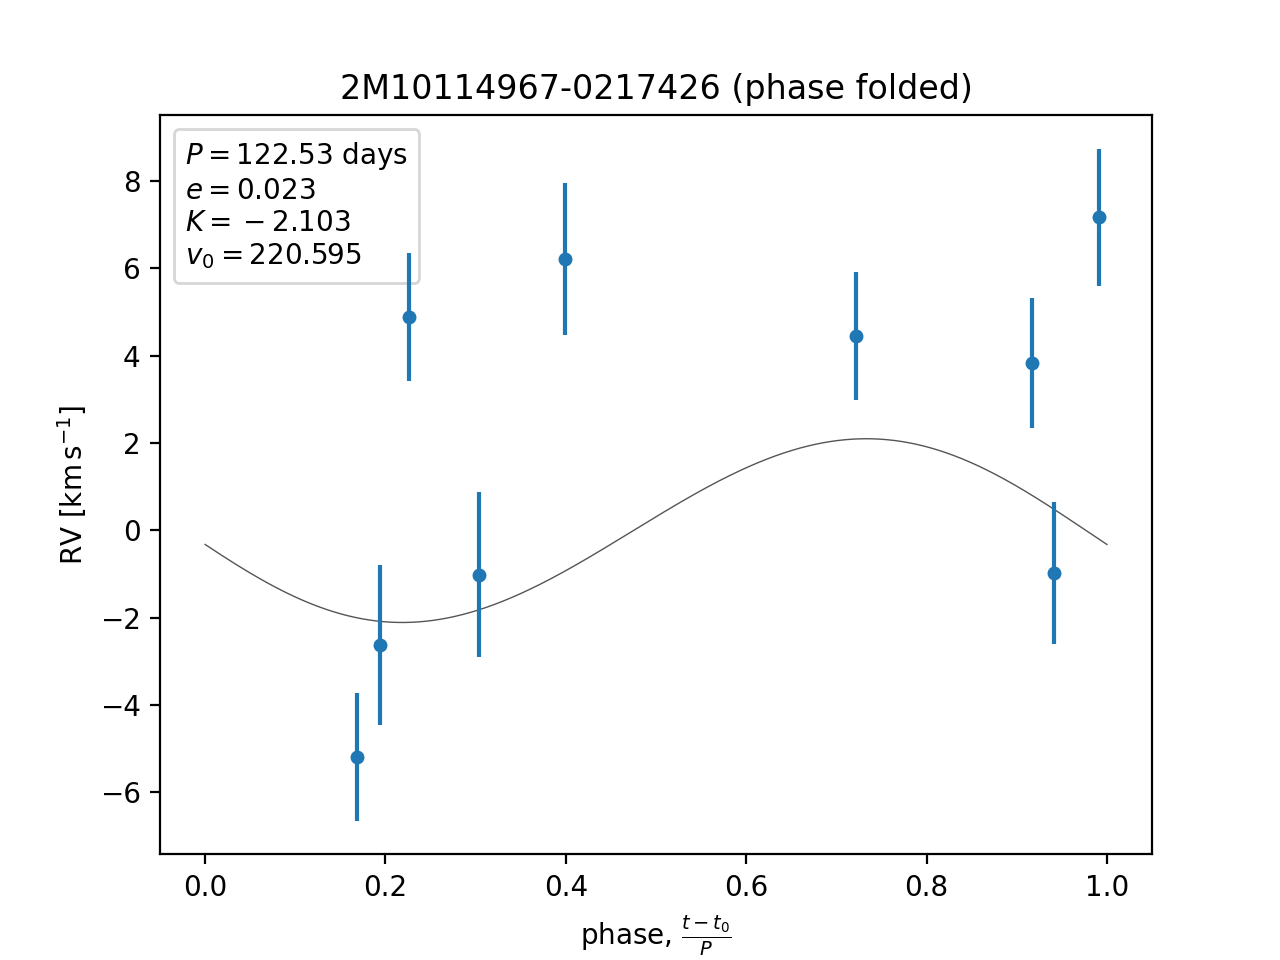 2M10114967-0217426 (phase folded)
P = 122.53 days
e = 0.023
K = −2.103
v₀ = 220.595
RV [km s⁻¹]
8
6
4
2
0
−2
−4
−6
0.0 0.2 0.4 0.6 0.8 1.0
phase, (t − t₀)/P